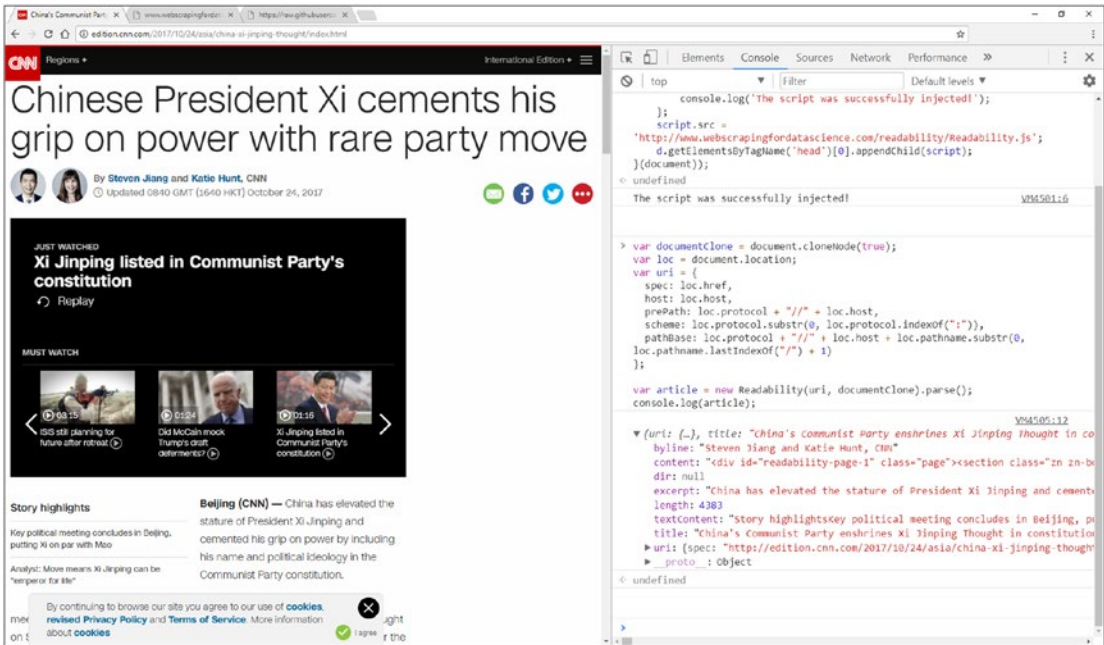 China's Communist Part
www.webscrapingfordat
https://raw.githubuserco
edition.cnn.com/2017/10/24/asia/china-xi-jinping-thought/index.html
CNN
Regions +
International Edition +
Chinese President Xi cements his
grip on power with rare party move
By Steven Jiang and Katie Hunt, CNN
Updated 0840 GMT (1640 HKT) October 24, 2017
JUST WATCHED
Xi Jinping listed in Communist Party's
constitution
Replay
MUST WATCH
03:15
ISIS still planning for
future after retreat
01:24
Did McCain mock
Trump's draft
deferments?
01:16
Xi Jinping listed in
Communist Party's
constitution
Story highlights
Key political meeting concludes in Beijing,
putting Xi on par with Mao
Analyst: Move means Xi Jinping can be
"emperor for life"
Beijing (CNN) — China has elevated the
stature of President Xi Jinping and
cemented his grip on power by including
his name and political ideology in the
Communist Party constitution.
By continuing to browse our site you agree to our use of cookies,
revised Privacy Policy and Terms of Service. More information
about cookies
I agree
Elements Console Sources Network Performance »
top Filter Default levels
console.log('The script was successfully injected!');
};
script.src =
'http://www.webscrapingfordatascience.com/readability/Readability.js';
d.getElementsByTagName('head')[0].appendChild(script);
}(document));
undefined
The script was successfully injected! VM4501:6
> var documentClone = document.cloneNode(true);
var loc = document.location;
var uri = {
spec: loc.href,
host: loc.host,
prePath: loc.protocol + "//" + loc.host,
scheme: loc.protocol.substr(0, loc.protocol.indexOf(":")),
pathBase: loc.protocol + "//" + loc.host + loc.pathname.substr(0,
loc.pathname.lastIndexOf("/") + 1)
};
var article = new Readability(uri, documentClone).parse();
console.log(article);
VM4505:12
{uri: {…}, title: "China's Communist Party enshrines Xi Jinping Thought in co
byline: "Steven Jiang and Katie Hunt, CNN"
content: "<div id="readability-page-1" class="page"><section class="zn zn-bo
dir: null
excerpt: "China has elevated the stature of President Xi Jinping and cemente
length: 4383
textContent: "Story highlightsKey political meeting concludes in Beijing, pu
title: "China's Communist Party enshrines Xi Jinping Thought in constitution
uri: {spec: "http://edition.cnn.com/2017/10/24/asia/china-xi-jinping-though
__proto__: Object
undefined
>